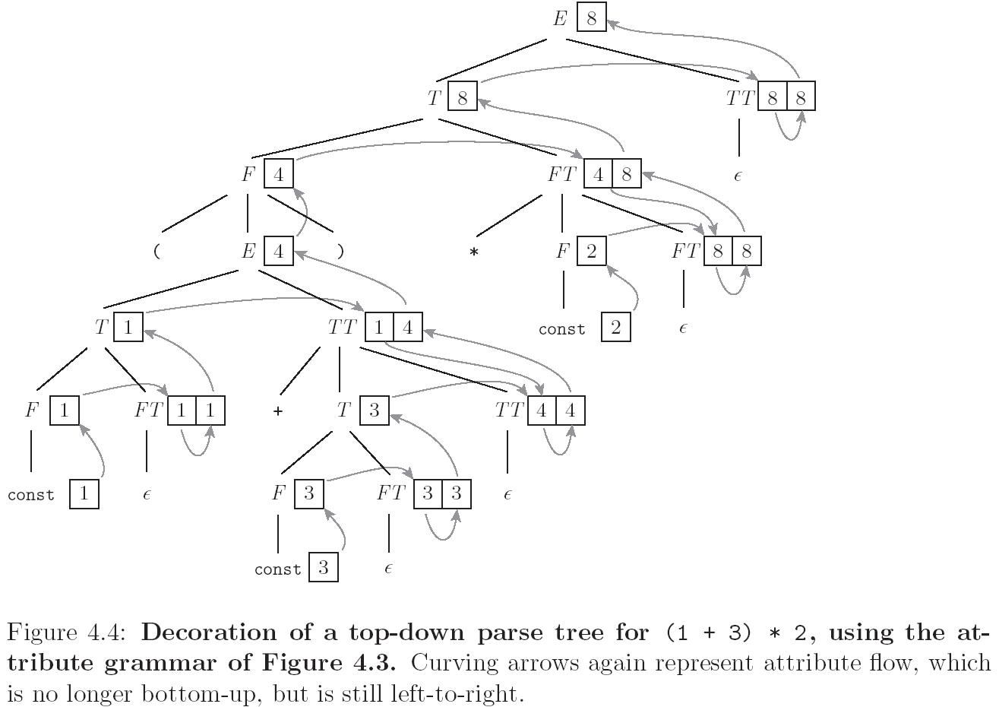 E 8
T 8 TT 8 8
F 4 FT 4 8 ϵ
( E 4 ) * F 2 FT 8 8
T 1 TT 1 4 const 2 ϵ
F 1 FT 1 1 + T 3 TT 4 4
const 1 ϵ F 3 FT 3 3 ϵ
const 3 ϵ
Figure 4.4: Decoration of a top-down parse tree for (1 + 3) * 2, using the at-
tribute grammar of Figure 4.3. Curving arrows again represent attribute flow, which
is no longer bottom-up, but is still left-to-right.